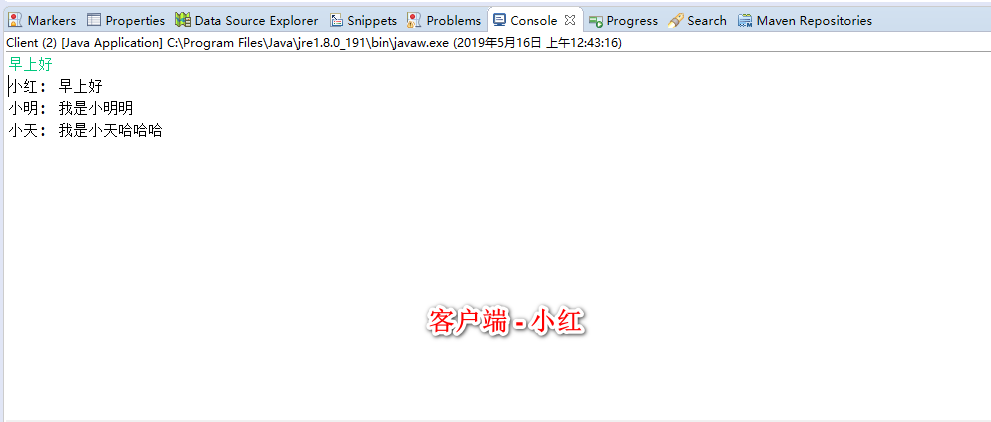 Markers Properties Data Source Explorer Snippets Problems Console Progress Search Maven Repositories
Client (2) [Java Application] C:\Program Files\Java\jre1.8.0_191\bin\javaw.exe (2019年5月16日 上午12:43:16)
早上好
小红: 早上好
小明: 我是小明明
小天: 我是小天哈哈哈
客户端 - 小红